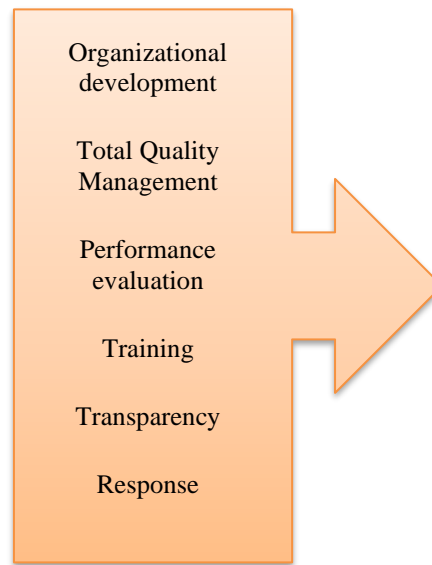 Organizational
development
Total Quality
Management
Performance
evaluation
Training
Transparency
Response